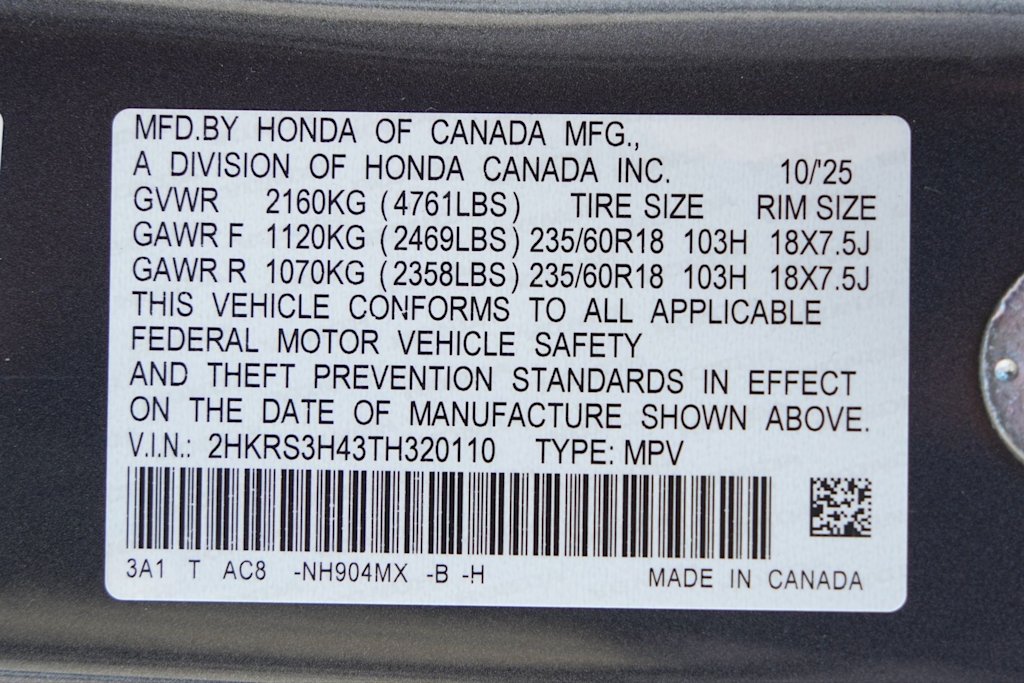 MFD.BY HONDA OF CANADA MFG.,
A DIVISION OF HONDA CANADA INC. 10/'25
GVWR 2160KG (4761LBS) TIRE SIZE RIM SIZE
GAWR F 1120KG (2469LBS) 235/60R18 103H 18X7.5J
GAWR R 1070KG (2358LBS) 235/60R18 103H 18X7.5J
THIS VEHICLE CONFORMS TO ALL APPLICABLE
FEDERAL MOTOR VEHICLE SAFETY
AND THEFT PREVENTION STANDARDS IN EFFECT
ON THE DATE OF MANUFACTURE SHOWN ABOVE.
V.I.N.: 2HKRS3H43TH320110 TYPE: MPV
3A1 T AC8 -NH904MX -B -H MADE IN CANADA